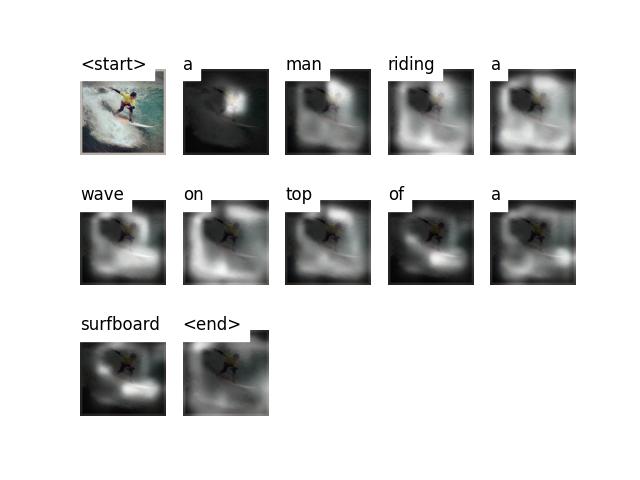 <start> a man riding a
wave on top of a
surfboard <end>